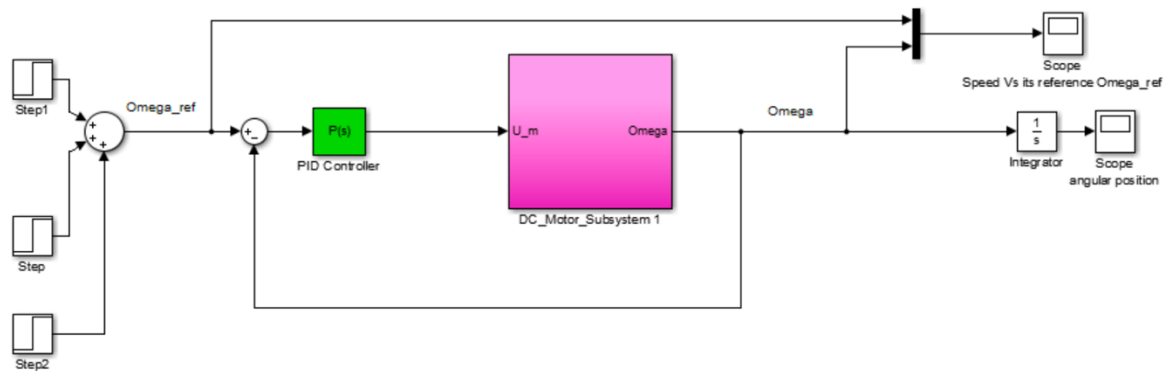 Scope
Speed Vs its reference Omega_ref
Step1
Omega_ref
+
+
+
+
−
P(s)
PID Controller
U_m
Omega
DC_Motor_Subsystem 1
Omega
1
s
Integrator
Scope
angular position
Step
Step2